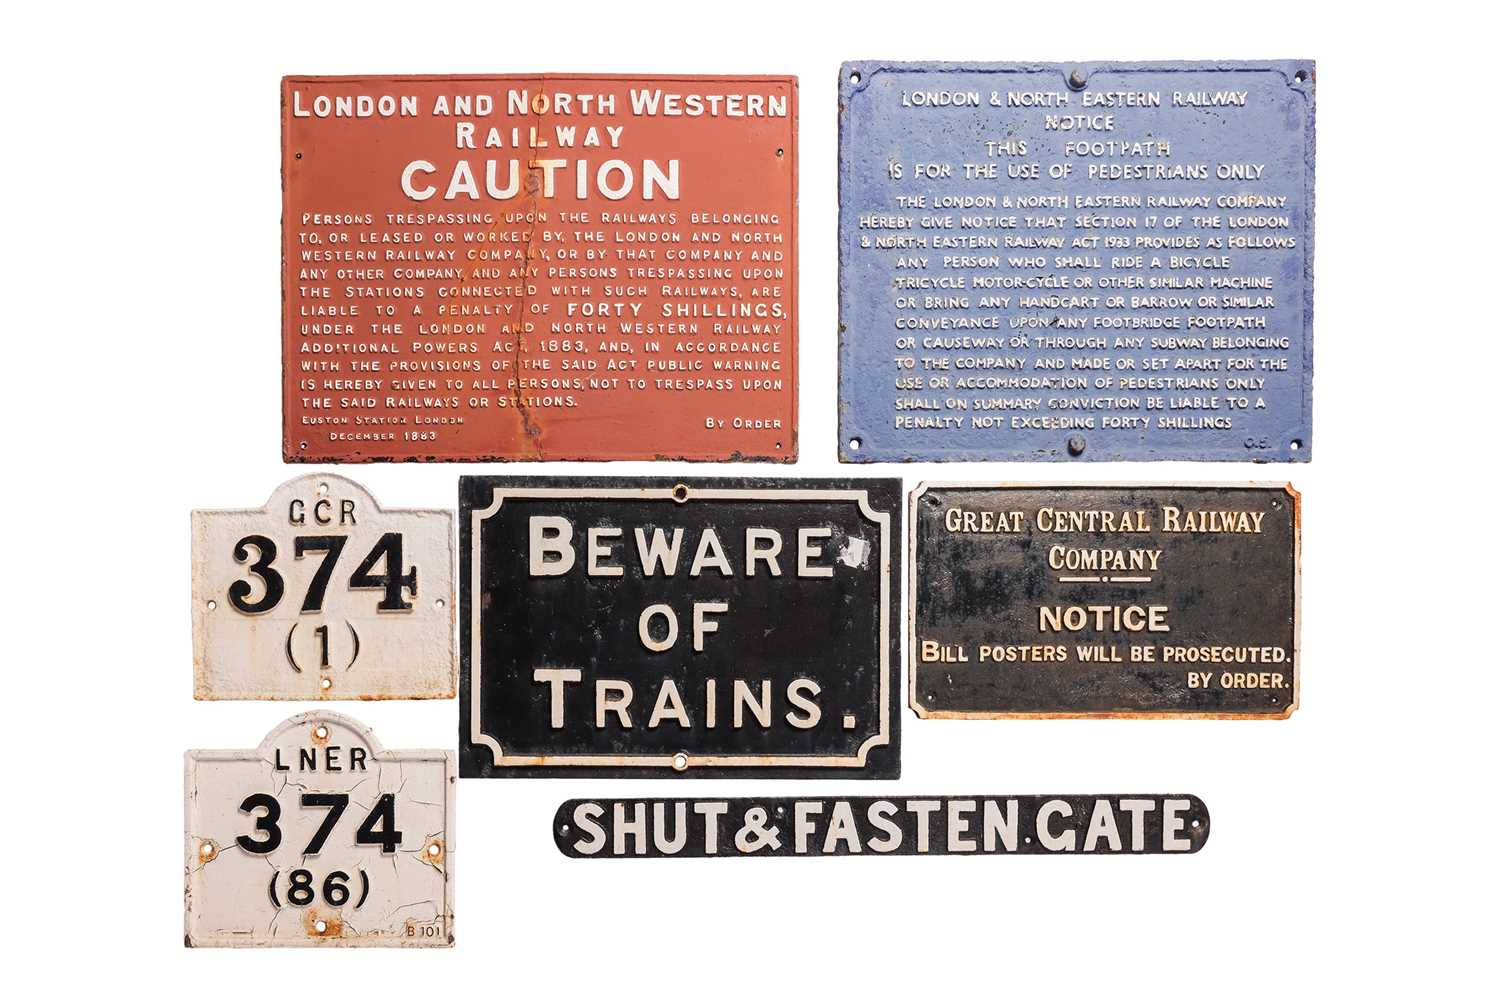 LONDON AND NORTH WESTERN
RAILWAY
CAUTION
PERSONS TRESPASSING UPON THE RAILWAYS BELONGING
TO, OR LEASED OR WORKED BY, THE LONDON AND NORTH
WESTERN RAILWAY COMPANY, OR BY THAT COMPANY AND
ANY OTHER COMPANY, AND ANY PERSONS TRESPASSING UPON
THE STATIONS CONNECTED WITH SUCH RAILWAYS, ARE
LIABLE TO A PENALTY OF FORTY SHILLINGS,
UNDER THE LONDON AND NORTH WESTERN RAILWAY
ADDITIONAL POWERS ACT, 1883, AND, IN ACCORDANCE
WITH THE PROVISIONS OF THE SAID ACT PUBLIC WARNING
IS HEREBY GIVEN TO ALL PERSONS, NOT TO TRESPASS UPON
THE SAID RAILWAYS OR STATIONS.
EUSTON STATION LONDON
DECEMBER 1883
BY ORDER
LONDON & NORTH EASTERN RAILWAY
NOTICE
THIS FOOTPATH
IS FOR THE USE OF PEDESTRIANS ONLY
THE LONDON & NORTH EASTERN RAILWAY COMPANY
HEREBY GIVE NOTICE THAT SECTION 17 OF THE LONDON
& NORTH EASTERN RAILWAY ACT 1933 PROVIDES AS FOLLOWS
ANY PERSON WHO SHALL RIDE A BICYCLE
TRICYCLE MOTOR-CYCLE OR OTHER SIMILAR MACHINE
OR BRING ANY HANDCART OR BARROW OR SIMILAR
CONVEYANCE UPON ANY FOOTBRIDGE FOOTPATH
OR CAUSEWAY OR THROUGH ANY SUBWAY BELONGING
TO THE COMPANY AND MADE OR SET APART FOR THE
USE OR ACCOMMODATION OF PEDESTRIANS ONLY
SHALL ON SUMMARY CONVICTION BE LIABLE TO A
PENALTY NOT EXCEEDING FORTY SHILLINGS
GCR
374
(1)
BEWARE
OF
TRAINS.
GREAT CENTRAL RAILWAY
COMPANY
NOTICE
BILL POSTERS WILL BE PROSECUTED.
BY ORDER.
LNER
374
(86)
B 101
SHUT & FASTEN GATE